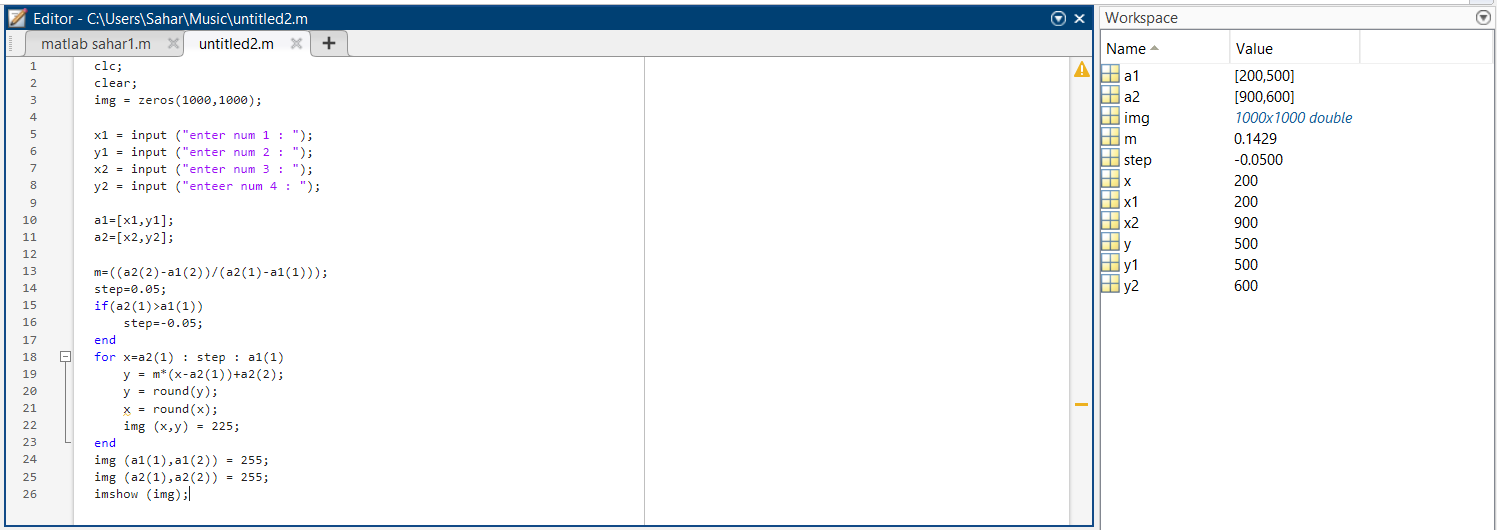 Editor - C:\Users\Sahar\Music\untitled2.m
matlab sahar1.m
untitled2.m
1 clc;
2 clear;
3 img = zeros(1000,1000);
4
5 x1 = input ("enter num 1 : ");
6 y1 = input ("enter num 2 : ");
7 x2 = input ("enter num 3 : ");
8 y2 = input ("enteer num 4 : ");
9
10 a1=[x1,y1];
11 a2=[x2,y2];
12
13 m=((a2(2)-a1(2))/(a2(1)-a1(1)));
14 step=0.05;
15 if(a2(1)>a1(1))
16 step=-0.05;
17 end
18 for x=a2(1) : step : a1(1)
19 y = m*(x-a2(1))+a2(2);
20 y = round(y);
21 x = round(x);
22 img (x,y) = 225;
23 end
24 img (a1(1),a1(2)) = 255;
25 img (a2(1),a2(2)) = 255;
26 imshow (img);
Workspace
Name Value
a1 [200,500]
a2 [900,600]
img 1000x1000 double
m 0.1429
step -0.0500
x 200
x1 200
x2 900
y 500
y1 500
y2 600